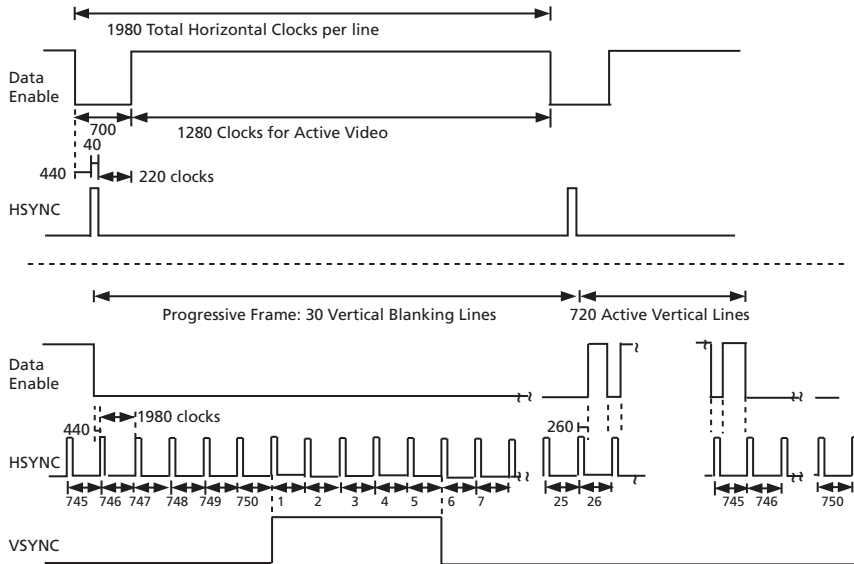 1980 Total Horizontal Clocks per line
Data
Enable
700
1280 Clocks for Active Video
40
440
220 clocks
HSYNC
Progressive Frame: 30 Vertical Blanking Lines
720 Active Vertical Lines
Data
Enable
1980 clocks
440
260
HSYNC
745 746 747 748 749 750 1 2 3 4 5 6 7 25 26 745 746 750
VSYNC